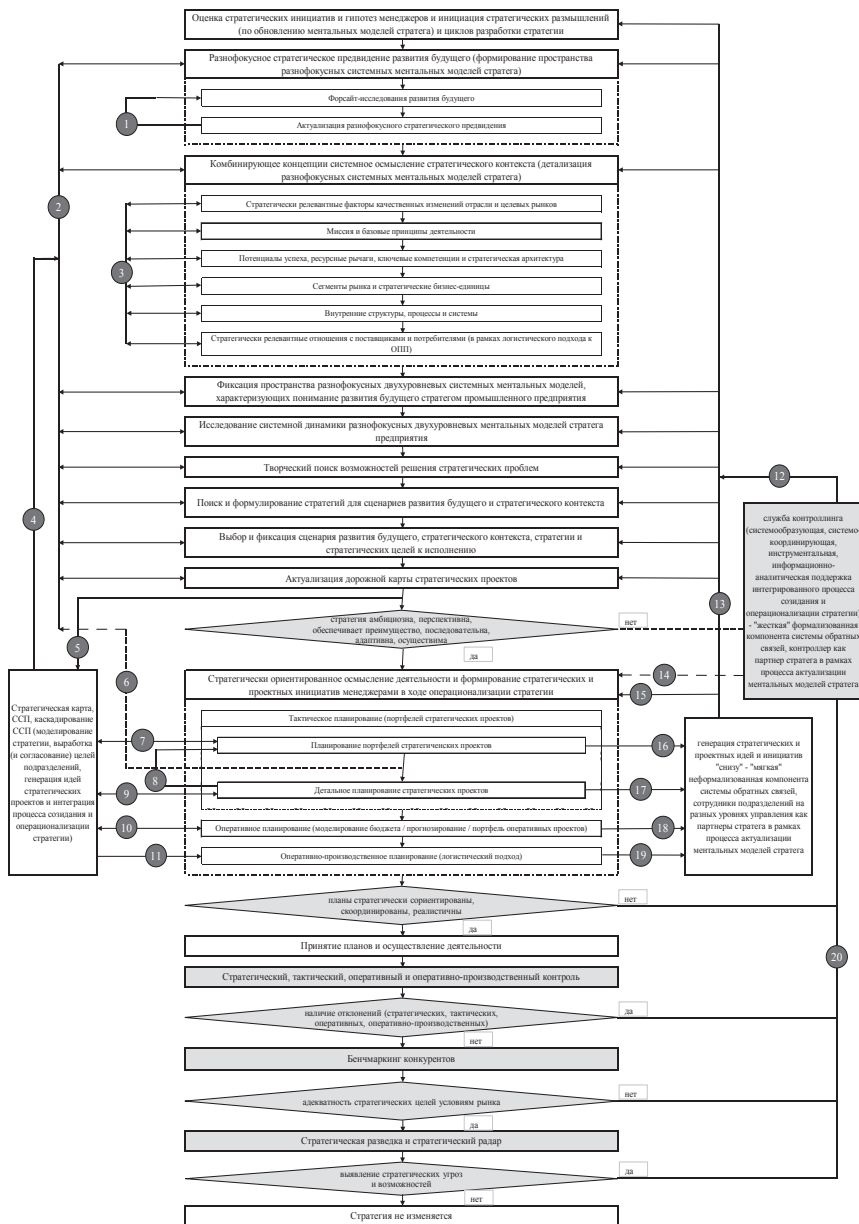 Оценка стратегических инициатив и гипотез менеджеров и инициация стратегических размышлений
(по обновлению ментальных моделей стратега) и циклов разработки стратегии
Разнофокусное стратегическое предвидение развития будущего (формирование пространства
разнофокусных системных ментальных моделей стратега)
Форсайт-исследования развития будущего
1
Актуализация разнофокусного стратегического предвидения
Комбинирующее концепции системное осмысление стратегического контекста (детализация
разнофокусных системных ментальных моделей стратега)
2
Стратегически релевантные факторы качественных изменений отрасли и целевых рынков
Миссия и базовые принципы деятельности
Потенциалы успеха, ресурсные рычаги, ключевые компетенции и стратегическая архитектура
3
Сегменты рынка и стратегические бизнес-единицы
Внутренние структуры, процессы и системы
Стратегически релевантные отношения с поставщиками и потребителями (в рамках логистического подхода к
ОПП)
Фиксация пространства разнофокусных двухуровневых системных ментальных моделей,
характеризующих понимание развития будущего стратегом промышленного предприятия
Исследование системной динамики разнофокусных двухуровневых ментальных моделей стратега
предприятия
Творческий поиск возможностей решения стратегических проблем
12
4
Поиск и формулирование стратегий для сценариев развития будущего и стратегического контекста
Выбор и фиксация сценария развития будущего, стратегического контекста, стратегии и
стратегических целей к исполнению
Актуализация дорожной карты стратегических проектов
служба контроллинга
(системообразующая, системо-
координирующая,
инструментальная,
информационно-
аналитическая поддержка
интегрированного процесса
созидания и
операционализации стратегии)
- "жесткая" формализованная
компонента системы обратных
связей, контроллер как
партнер стратега в рамках
процесса актуализации
ментальных моделей стратега
13
стратегия амбициозна, перспективна,
обеспечивает преимущество, последовательна,
адаптивна, осуществима
нет
да
5
6
14
15
Стратегически ориентированное осмысление деятельности и формирование стратегических и
проектных инициатив менеджерами в ходе операционализации стратегии
Стратегическая карта,
ССП, каскадирование
ССП (моделирование
стратегии, выработка
(и согласование) целей
подразделений,
генерация идей
стратегических
проектов и интеграция
процесса созидания и
операционализации
стратегии)
Тактическое планирование (портфелей стратегических проектов)
7
Планирование портфелей стратегиченских проектов
16
8
9
Детальное планирование стратегических проектов
17
10
Оперативное планирование (моделирование бюджета / прогнозирование / портфель оперативных проектов)
18
11
Оперативно-производственное планирование (логистический подход)
19
генерация стратегических и
проектных идей и инициатив
"снизу" - "мягкая"
неформализованная компонента
системы обратных связей,
сотрудники подразделений на
разных уровнях управления как
партнеры стратега в рамках
процесса актуализации
ментальных моделей стратега
планы стратегически сориентированы,
скоординированы, реалистичны
нет
да
Принятие планов и осуществление деятельности
20
Стратегический, тактический, оперативный и оперативно-производственный контроль
наличие отклонений (стратегических, тактических,
оперативных, оперативно-производственных)
да
нет
Бенчмаркинг конкурентов
адекватность стратегических целей условиям рынка
нет
да
Стратегическая разведка и стратегический радар
выявление стратегических угроз
и возможностей
да
нет
Стратегия не изменяется